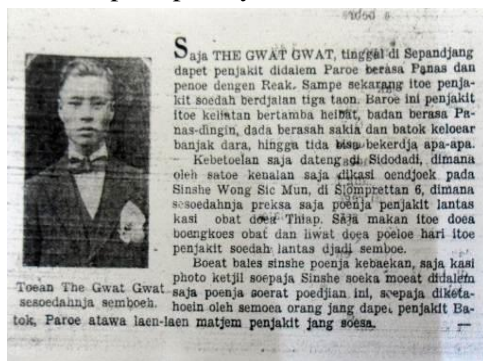 Saja THE GWAT GWAT, tinggal di Sepandjang
dapet penjakit didalem Paroe berasa Panas dan
penoe dengen Reak. Sampe sekarang itoe penja-
kit soedah berdjalan tiga taon. Baroe ini penjakit
itoe keliatan bertamba heibat, badan berasa Pa-
nas-dingin, dada berasah sakia dan batok keloear
banjak dara, hingga tida bisa bekerdja apa-apa.
Kebetoelan saja dateng di Sidodadi, dimana
oleh satoe kenalan saja dikasi oendjoek pada
Sinshe Wong Sic Mun, di Slomprettan 6, dimana
sesoedahnja preksa saja poenja penjakit lantas
kasi obat doea Thiap. Saja makan itoe doea
boengkoes obat dan liwat doea poeloe hari itoe
penjakit soedah lantas djadi semboe.
Boeat bales sinshe poenja kebaekan, saja kasi
photo ketjil soepaja Sinshe soeka moeat didalem
saja poenja soerat poedjian ini, soepaja diketa-
hoein oleh semoea orang jang dapet penjakit Ba-
tok, Paroe atawa laen-laen matjem penjakit jang soesa.
Toean The Gwat Gwat
sesoedahnja semboeh.